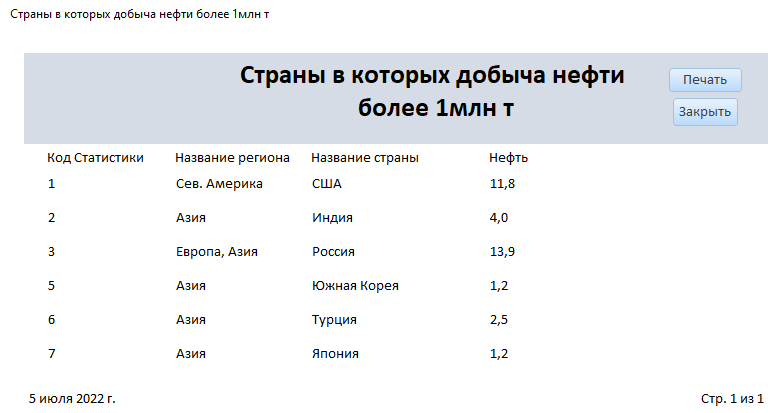 Страны в которых добыча нефти более 1млн т
Страны в которых добыча нефти
более 1млн т
Печать
Закрыть
Код Статистики Название региона Название страны Нефть
1 Сев. Америка США 11,8
2 Азия Индия 4,0
3 Европа, Азия Россия 13,9
5 Азия Южная Корея 1,2
6 Азия Турция 2,5
7 Азия Япония 1,2
5 июля 2022 г. Стр. 1 из 1